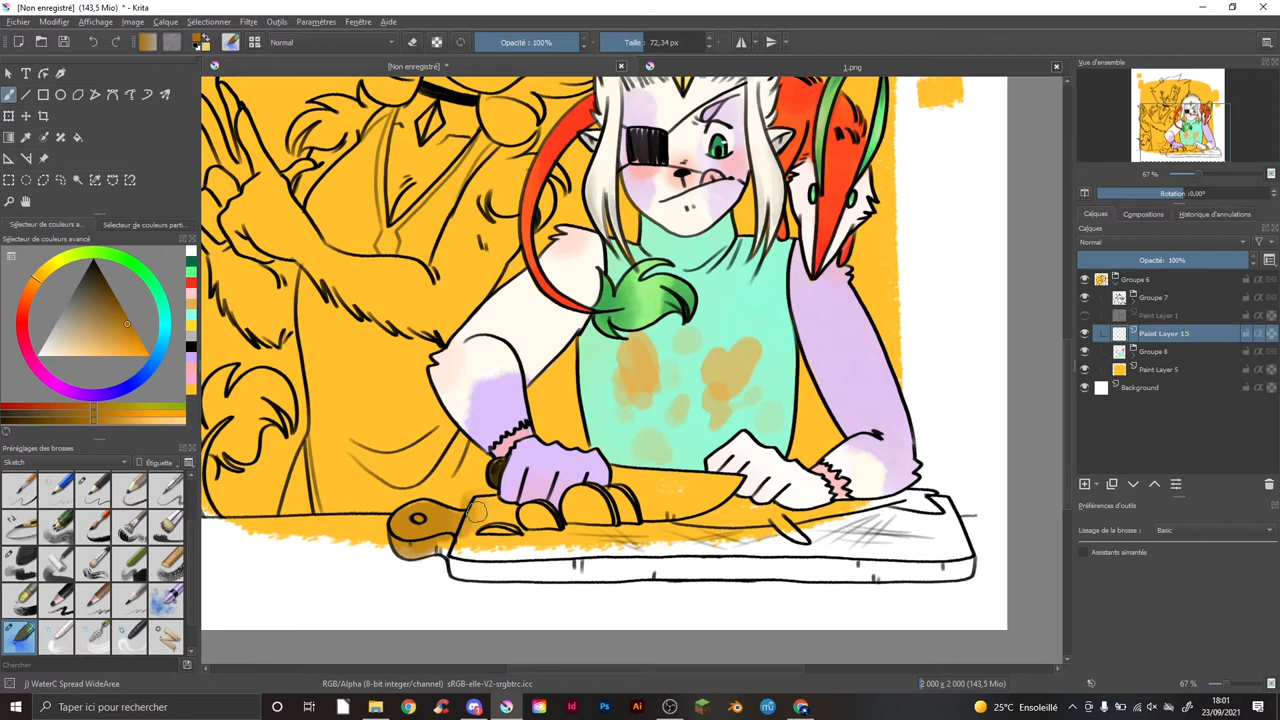 [Non enregistré] (143,5 Mio) * - Krita
Fichier Modifier Affichage Image Calque Sélectionner Filtre Outils Paramètres Fenêtre Aide
Normal Opacité : 100% Taille : 72,34 px
[Non enregistré] * 1.png
Vue d'ensemble
67 %
Rotation :0,00°
Sélecteur de couleurs a... Sélecteur de couleurs parti...
Sélecteur de couleurs avancé
Calques Compositions Historique d'annulations
Calques
Normal
Opacité: 100%
Groupe 6
Groupe 7
Paint Layer 1
Paint Layer 15
Groupe 8
Paint Layer 5
Background
Préréglages de brosses
Sketch Étiquette
Préférences d'outils
Lissage de la brosse : Basic
Assistants aimantés
Chercher
j) WaterC Spread WideArea RGB/Alpha (8-bit integer/channel) sRGB-elle-V2-srgbtrc.icc 2 000 x 2 000 (143,5 Mio) 67 %
Taper ici pour rechercher
25°C Ensoleillé
18:01
23/09/2021